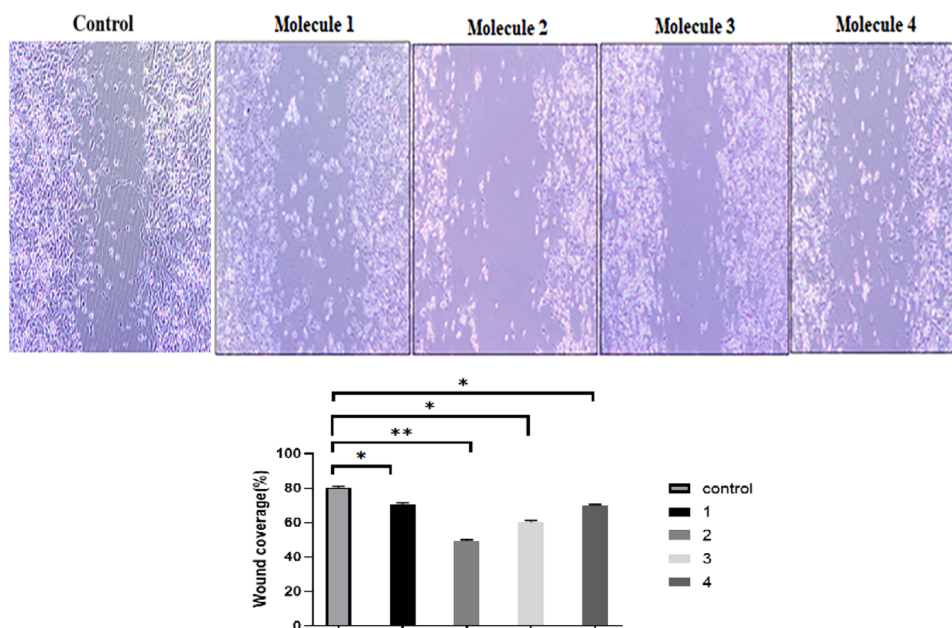 Control
Molecule 1
Molecule 2
Molecule 3
Molecule 4
*
*
**
*
Wound coverage(%)
100
80
60
40
20
0
control
1
2
3
4